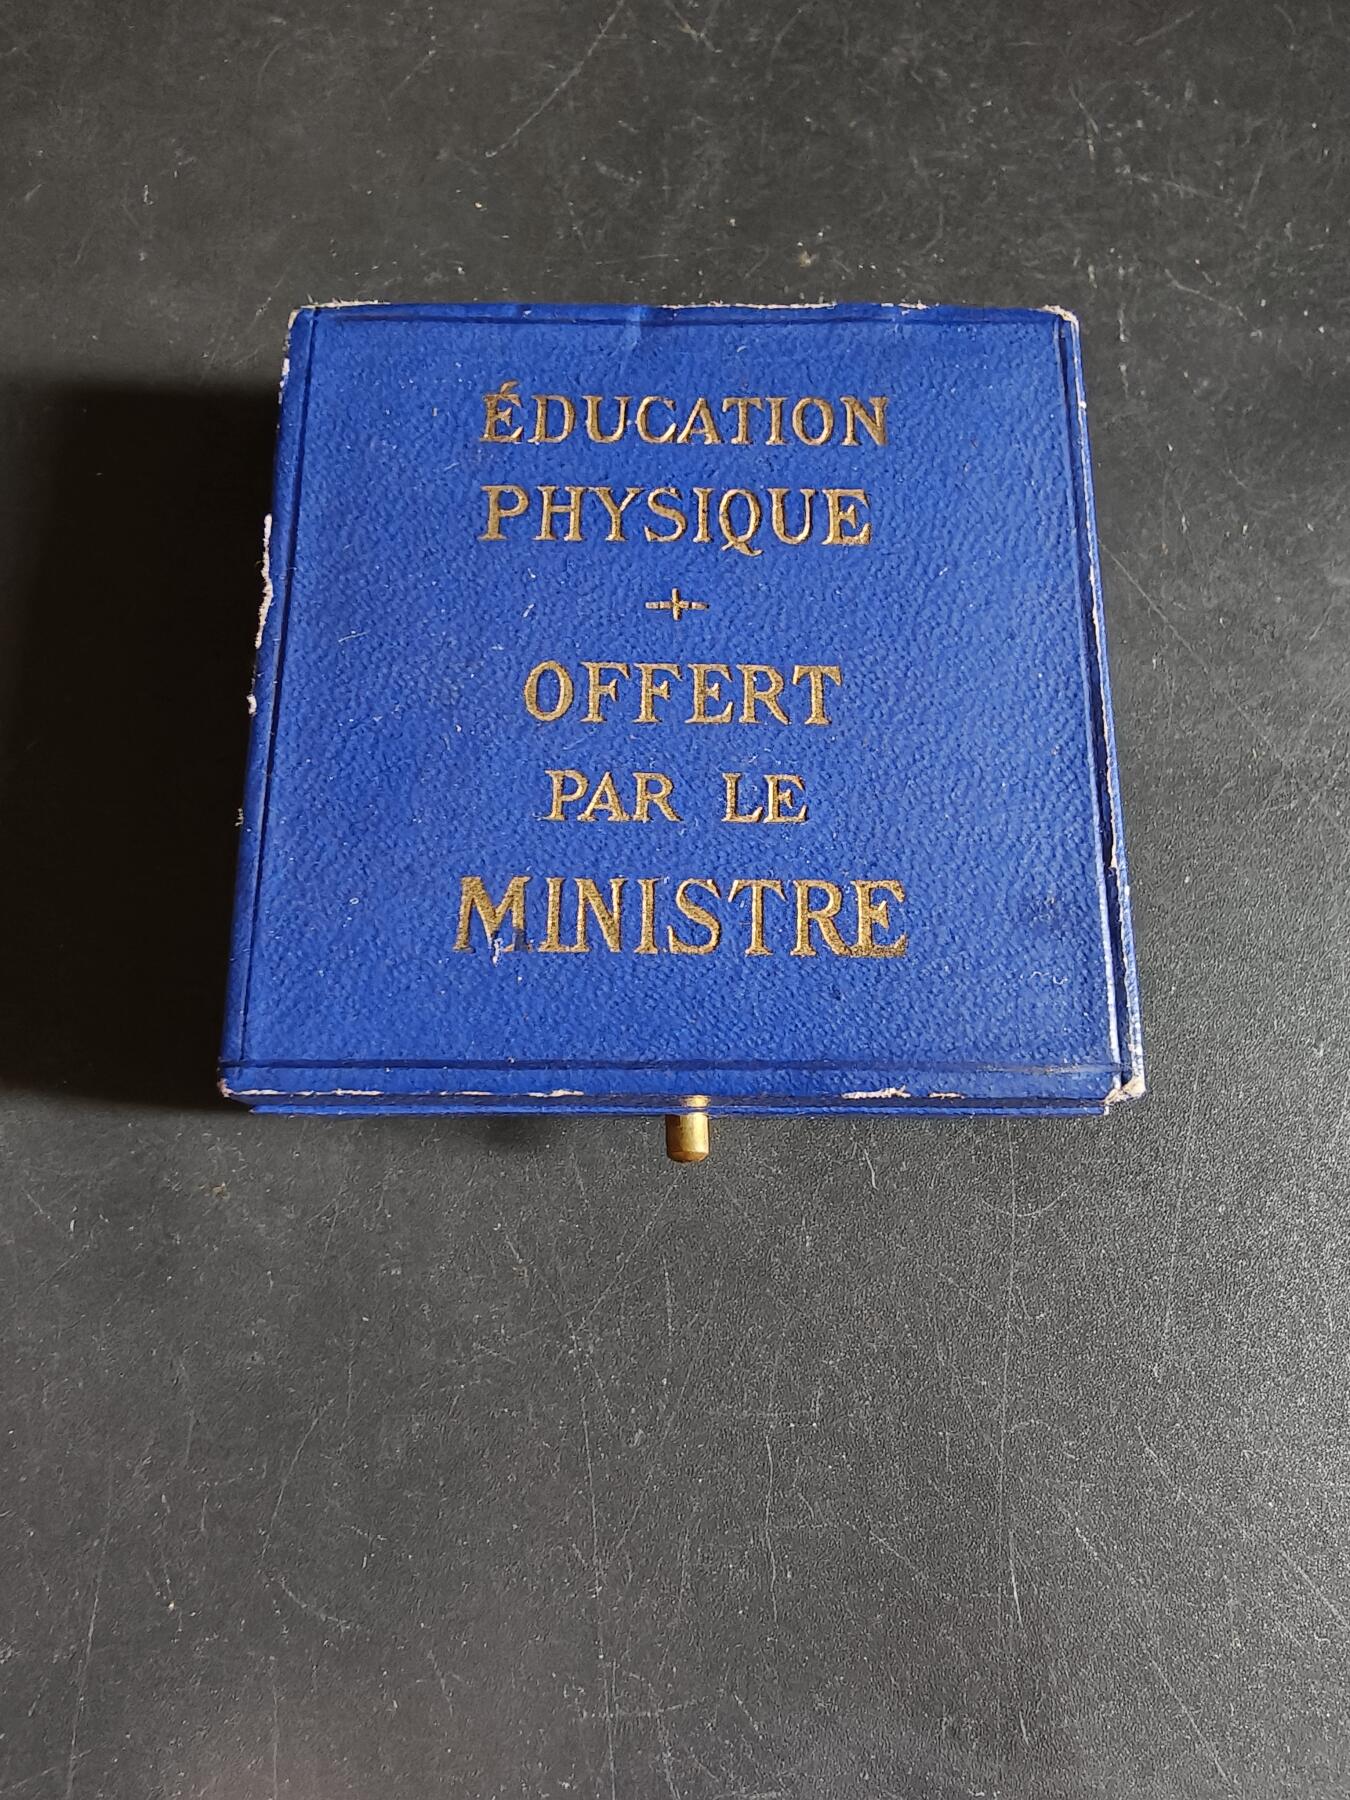 ÉDUCATION
PHYSIQUE
+
OFFERT
PAR LE
MINISTRE